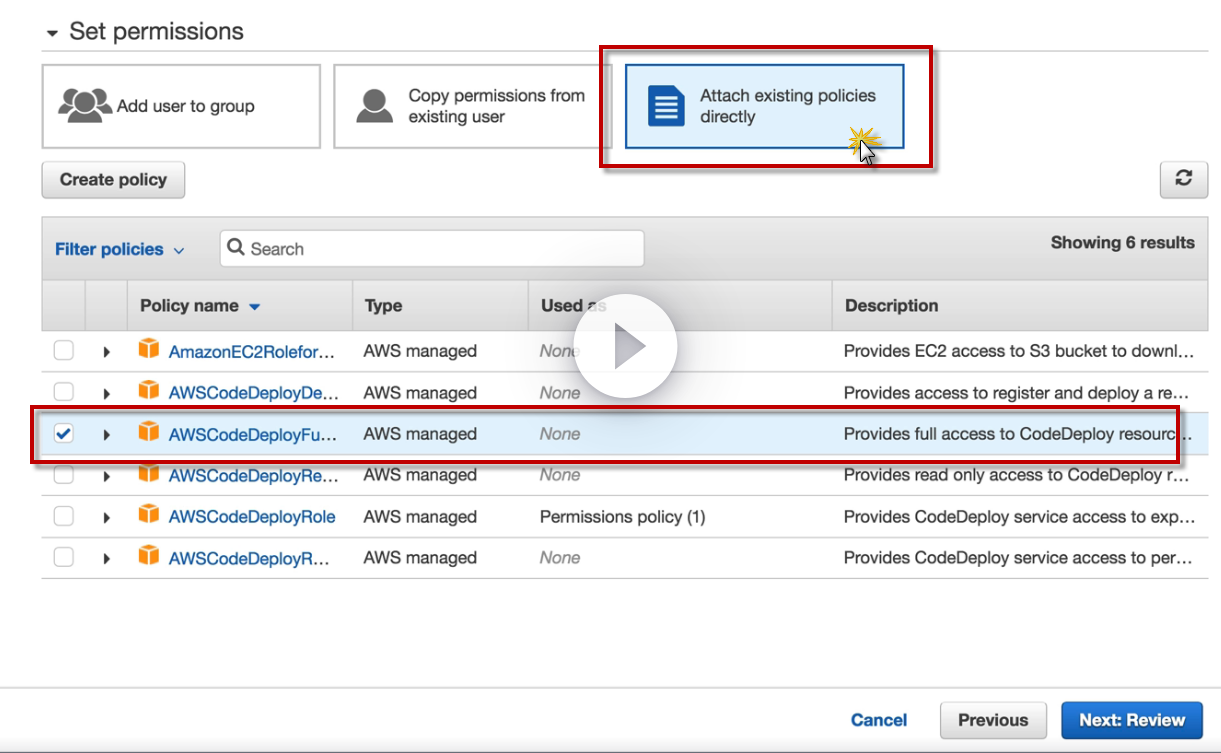 Set permissions
Add user to group
Copy permissions from
existing user
Attach existing policies
directly
Create policy
Filter policies
Search
Showing 6 results
Policy name Type Used as Description
AmazonEC2Rolefor... AWS managed None Provides EC2 access to S3 bucket to downl...
AWSCodeDeployDe... AWS managed None Provides access to register and deploy a re...
AWSCodeDeployFu... AWS managed None Provides full access to CodeDeploy resourc...
AWSCodeDeployRe... AWS managed None Provides read only access to CodeDeploy r...
AWSCodeDeployRole AWS managed Permissions policy (1) Provides CodeDeploy service access to exp...
AWSCodeDeployR... AWS managed None Provides CodeDeploy service access to per...
Cancel Previous Next: Review